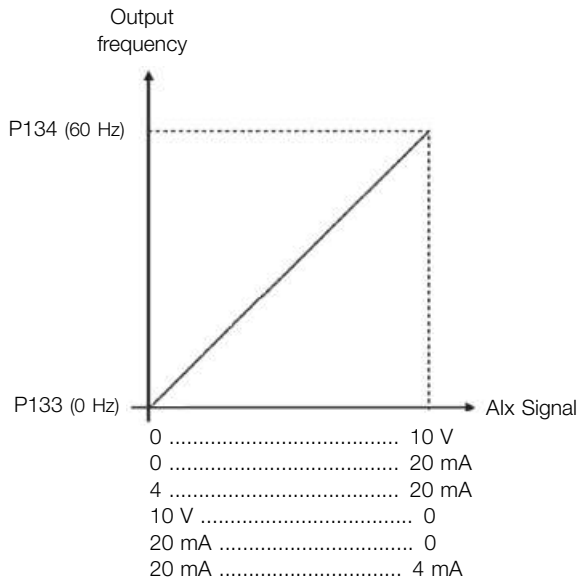 Output
frequency
P134 (60 Hz)
P133 (0 Hz)
AIx Signal
0 ........................................ 10 V
0 ........................................ 20 mA
4 ........................................ 20 mA
10 V ..................................... 0
20 mA .................................. 0
20 mA ................................ 4 mA